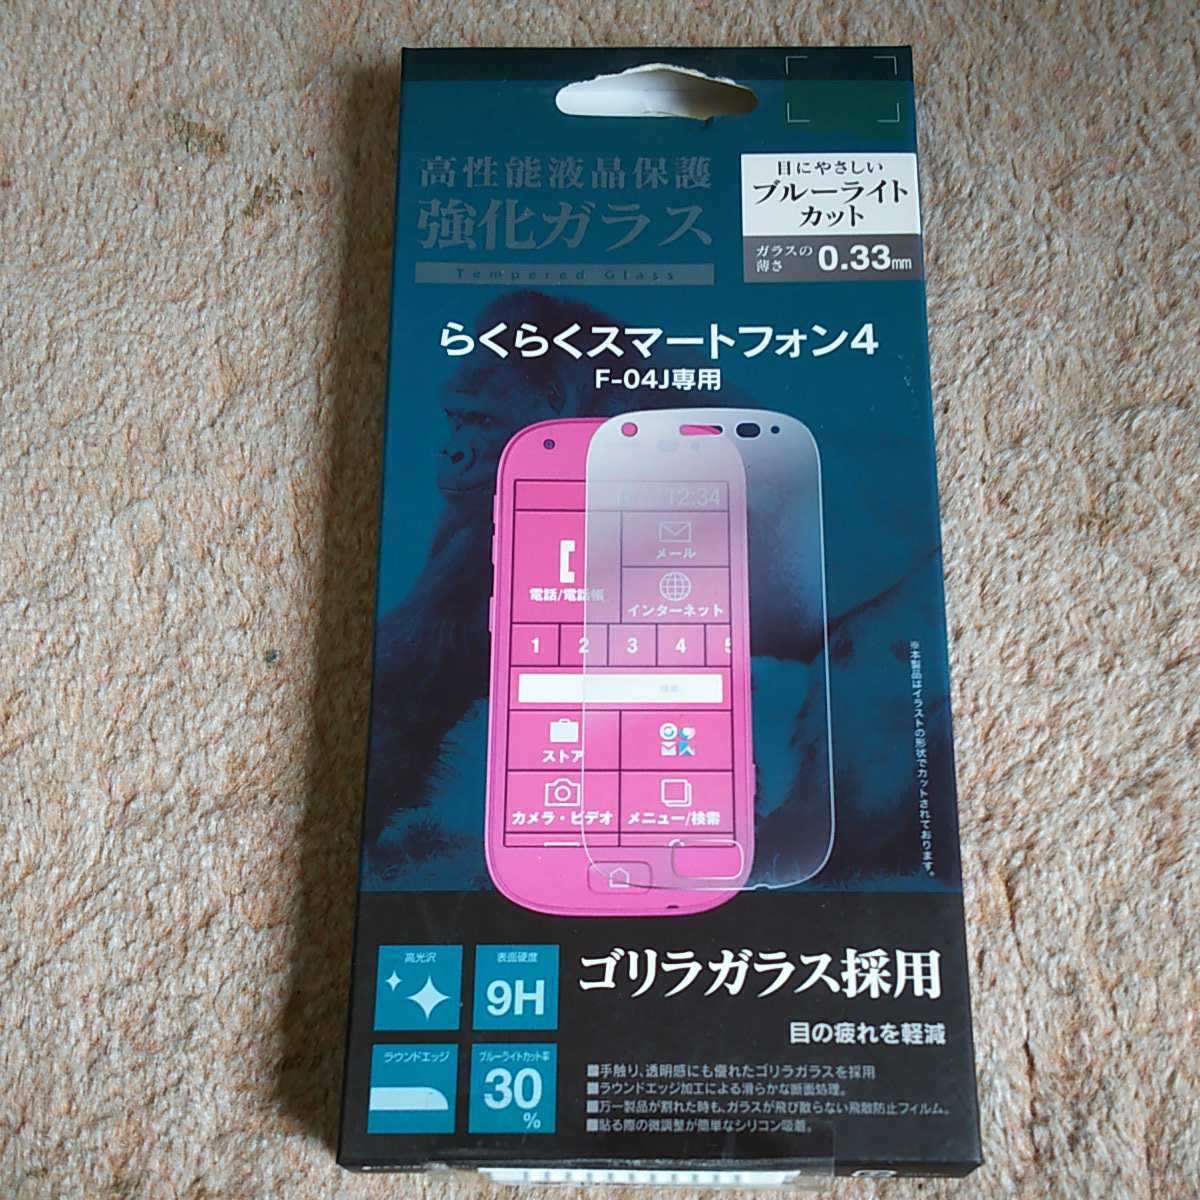 高性能液晶保護
強化ガラス
Tempered Glass
目にやさしい
ブルーライト
カット
ガラスの
薄さ 0.33mm
らくらくスマートフォン4
F-04J専用
12:34
電話/電話帳
メール
インターネット
1 2 3 4 5
検索
ストア
カメラ・ビデオ
メニュー/検索
※本製品はイラストの形状でカットされております。
高光沢
表面硬度
9H
ラウンドエッジ
ブルーライトカット率
30%
ゴリラガラス採用
目の疲れを軽減
■手触り、透明感にも優れたゴリラガラスを採用
■ラウンドエッジ加工による滑らかな断面処理。
■万一製品が割れた時も、ガラスが飛び散らない飛散防止フィルム。
■貼る際の微調整が簡単なシリコン吸着。